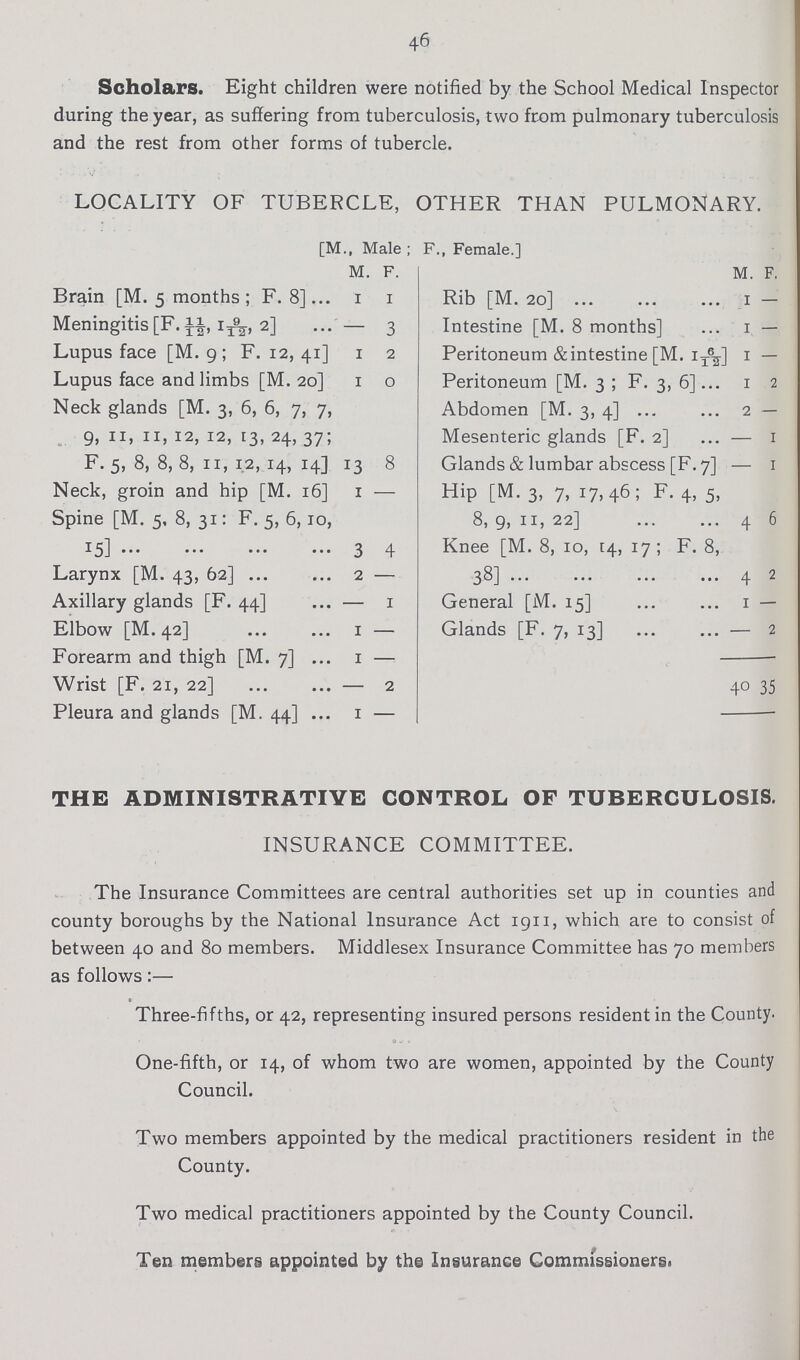 46
Scholars. Eight children were notified by the School Medical Inspector
during the year, as suffering from tuberculosis, two from pulmonary tuberculosis
and the rest from other forms of tubercle.
LOCALITY OF TUBERCLE, OTHER THAN PULMONARY.
[M., Male; F., Female.]
M. F.
Brain [M. 5 months; F. 8]... 1 1
Meningitis [F. 11/12, 1 9/12, 2] ... — 3
Lupus face [M. 9; F. 12, 41] 1 2
Lupus face and limbs [M. 20] 1 0
Neck glands [M. 3, 6, 6, 7, 7,
9, 11, 11, 12, 12, 13, 24, 37;
F. 5, 8, 8, 8, 11, 12, 14, 14] 13 8
Neck, groin and hip [M. 16] 1 —
Spine [M. 5, 8, 31: F. 5, 6, 10,
15] ... ... ... ... 3 4
Larynx [M. 43, 62] ... ... 2 —
Axillary glands [F. 44] ... — 1
Elbow [M. 42] ... ... 1 —
Forearm and thigh [M. 7] ... 1 —
Wrist [F. 21, 22] ... ... — 2
Pleura and glands [M. 44] ... 1 —
M. F.
Rib [M. 20] ... ... ... 1 —
Intestine [M. 8 months] ... 1 —
Peritoneum & intestine [M. 1 6/12] 1 —
Peritoneum [M. 3; F. 3, 6]... 1 2
Abdomen [M. 3, 4] ... ... 2 —
Mesenteric glands [F. 2] ... — 1
Glands & lumbar abscess [F. 7] — 1
Hip [M. 3, 7, 17, 46; F. 4, 5,
8, 9, 11, 22] ... ... 4 6
Knee [M. 8, 10, 14, 17; F. 8,
38] ... ... ... ... 4 2
General [M. 15] ... ... 1 —
Glands [F. 7, 13] ... ... — 2
40 35
THE ADMINISTRATIVE CONTROL OF TUBERCULOSIS.
INSURANCE COMMITTEE.
The Insurance Committees are central authorities set up in counties and
county boroughs by the National Insurance Act 1911, which are to consist of
between 40 and 80 members. Middlesex Insurance Committee has 70 members
as follows:—
Three-fifths, or 42, representing insured persons resident in the County.
One-fifth, or 14, of whom two are women, appointed by the County
Council.
Two members appointed by the medical practitioners resident in the
County.
Two medical practitioners appointed by the County Council.
Ten members appointed by the Insurance Commissioners.